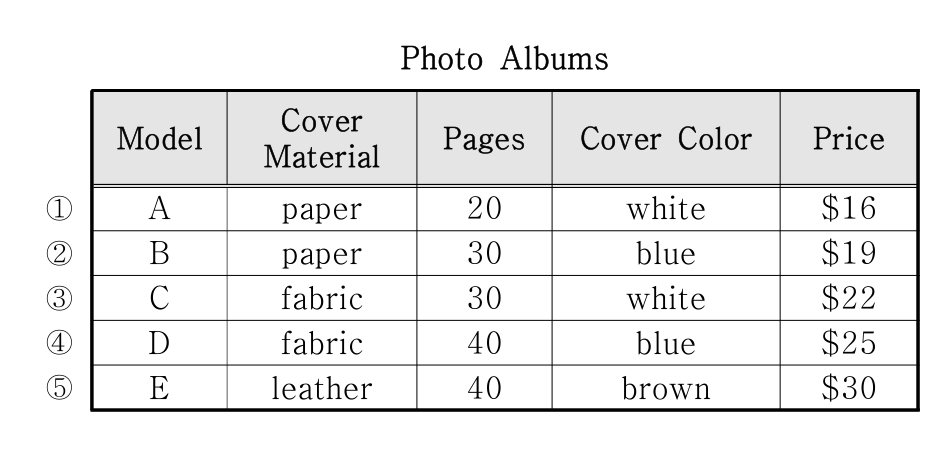 Photo Albums
Model Cover Material Pages Cover Color Price
① A paper 20 white $16
② B paper 30 blue $19
③ C fabric 30 white $22
④ D fabric 40 blue $25
⑤ E leather 40 brown $30